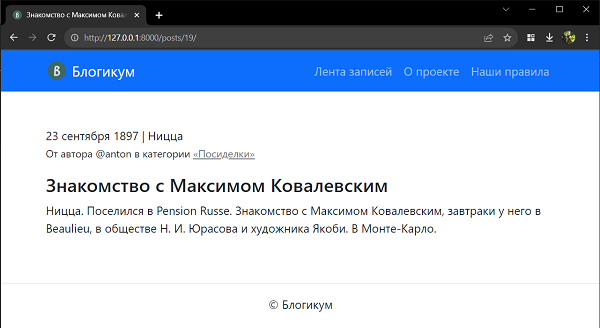 Знакомство с Максимом Кова
http://127.0.0.1:8000/posts/19/
Блогикум Лента записей О проекте Наши правила
23 сентября 1897 | Ницца
От автора @anton в категории «Посиделки»
Знакомство с Максимом Ковалевским
Ницца. Поселился в Pension Russe. Знакомство с Максимом Ковалевским, завтраки у него в
Beaulieu, в обществе Н. И. Юрасова и художника Якоби. В Монте-Карло.
© Блогикум